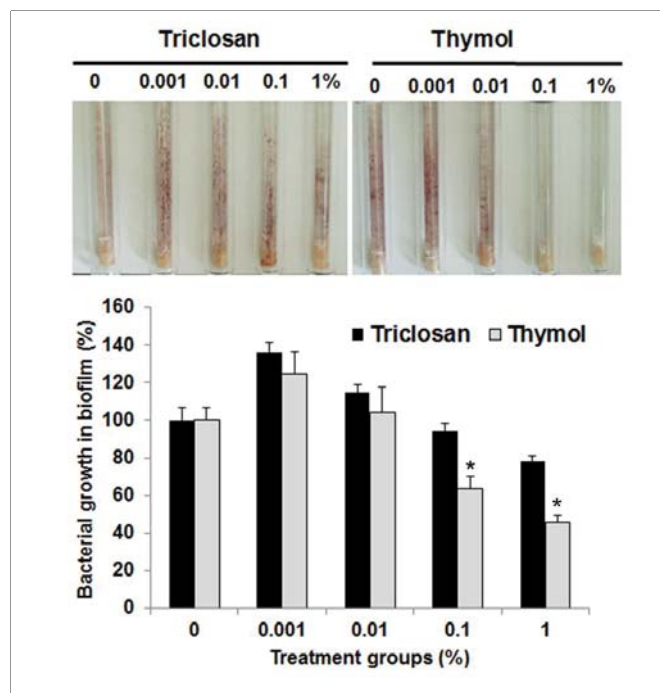 Triclosan Thymol
0 0.001 0.01 0.1 1% 0 0.001 0.01 0.1 1%
Bacterial growth in biofilm (%)
160
140
120
100
80
60
40
20
0
Triclosan Thymol
* *
0 0.001 0.01 0.1 1
Treatment groups (%)